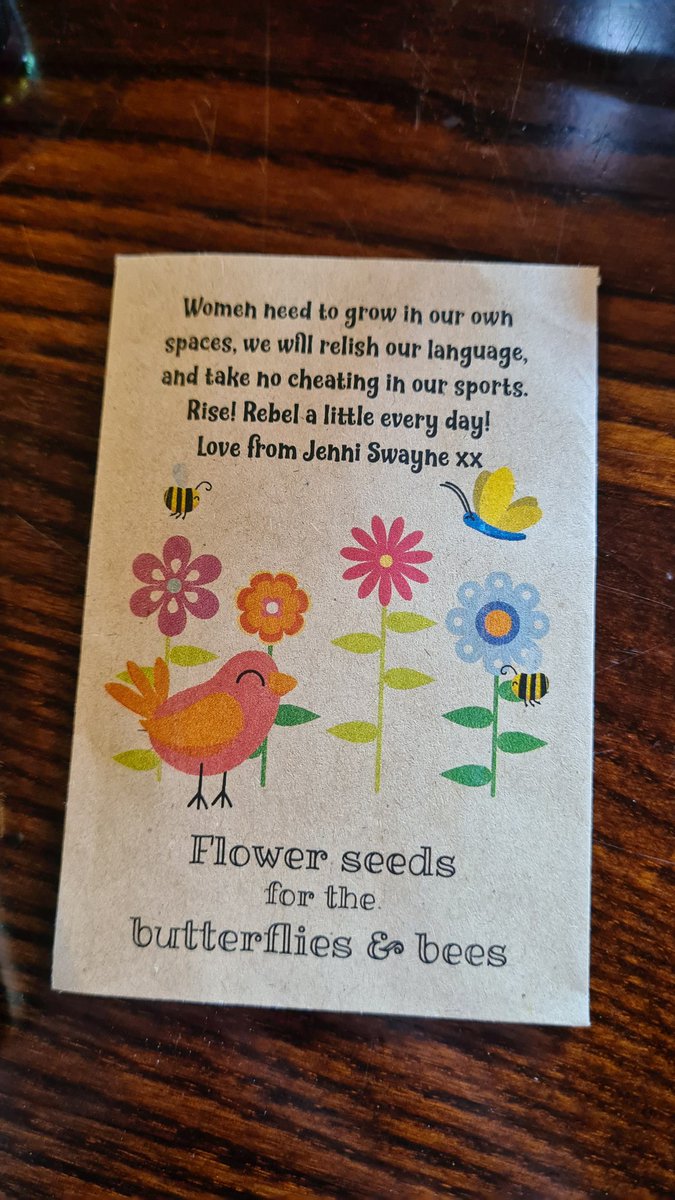 Women need to grow in our own
spaces, we will relish our language,
and take no cheating in our sports.
Rise! Rebel a little every day!
Love from Jenni Swayne xx
Flower seeds
for the
butterflies & bees